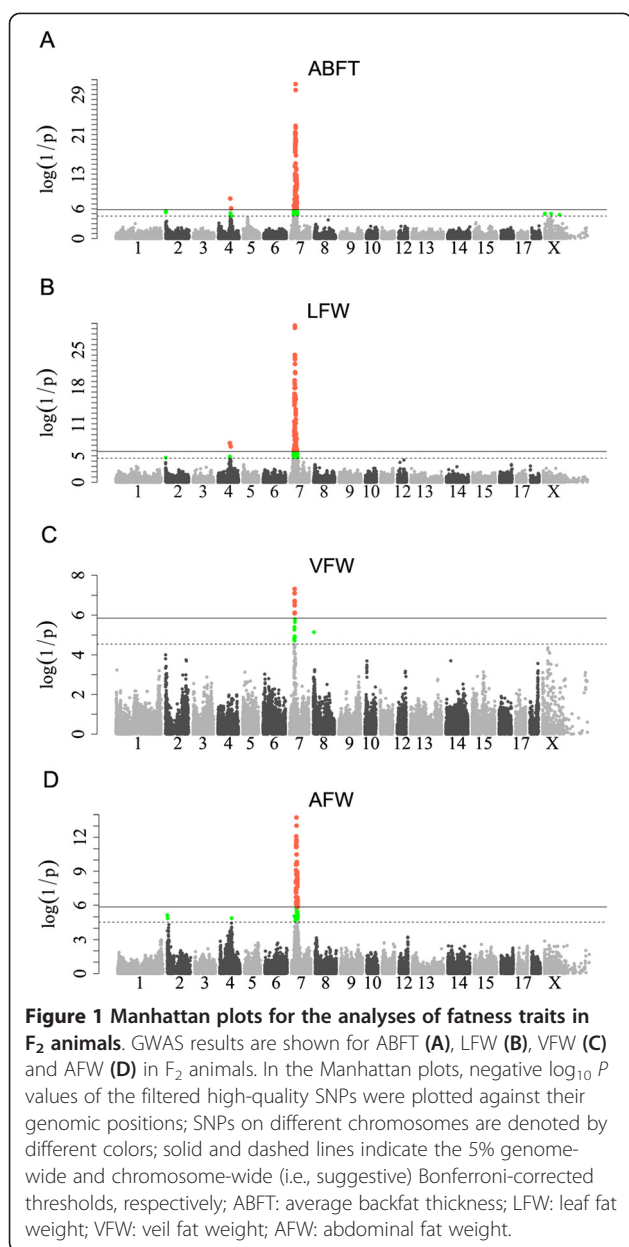 A
ABFT
log(1/p)
29
21
13
6
0
1 2 3 4 5 6 7 8 9 10 12 13 14 15 17 X
B
LFW
log(1/p)
25
18
11
5
0
1 2 3 4 5 6 7 8 9 10 12 13 14 15 17 X
C
VFW
log(1/p)
8
6
4
2
0
1 2 3 4 5 6 7 8 9 10 12 13 14 15 17 X
D
AFW
log(1/p)
12
9
6
3
0
1 2 3 4 5 6 7 8 9 10 12 13 14 15 17 X
Figure 1 Manhattan plots for the analyses of fatness traits in
F₂ animals. GWAS results are shown for ABFT (A), LFW (B), VFW (C)
and AFW (D) in F₂ animals. In the Manhattan plots, negative log₁₀ P
values of the filtered high-quality SNPs were plotted against their
genomic positions; SNPs on different chromosomes are denoted by
different colors; solid and dashed lines indicate the 5% genome-
wide and chromosome-wide (i.e., suggestive) Bonferroni-corrected
thresholds, respectively; ABFT: average backfat thickness; LFW: leaf fat
weight; VFW: veil fat weight; AFW: abdominal fat weight.